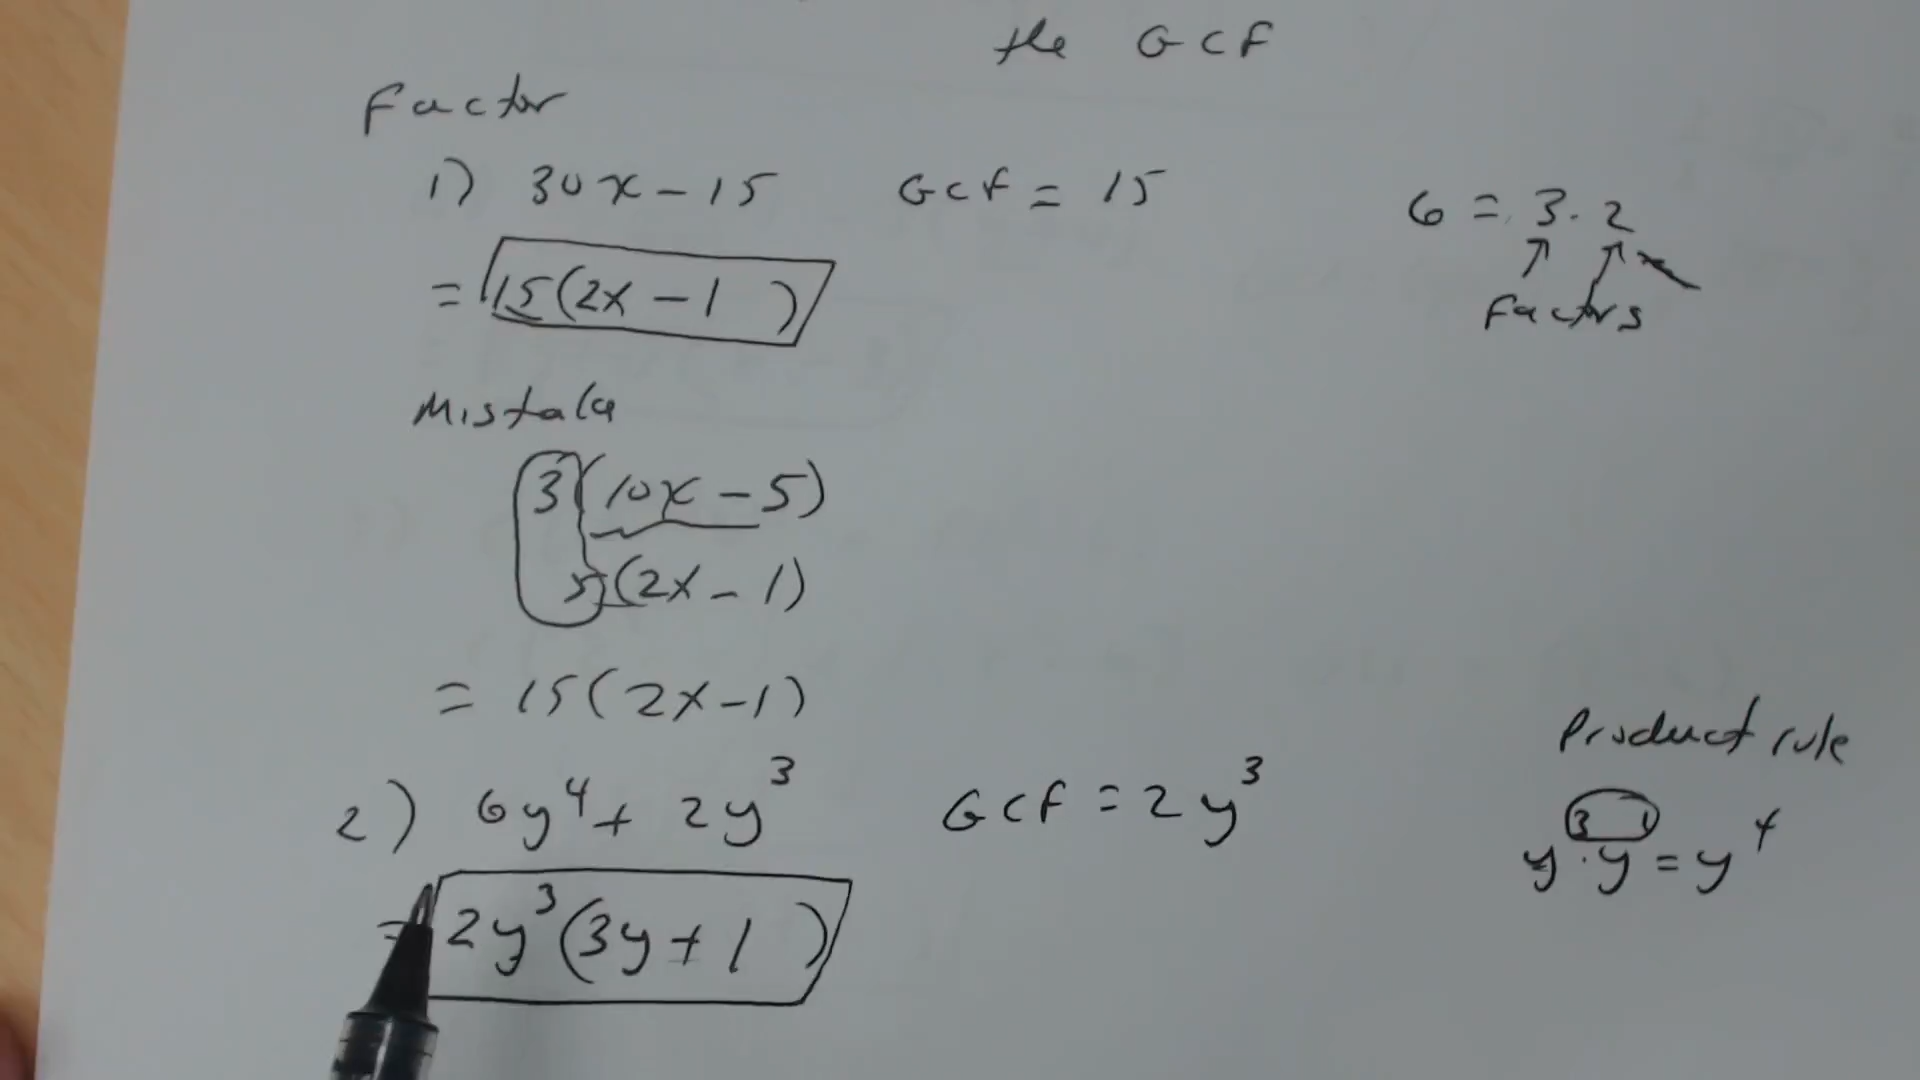 the GCF
Factor
1) 30x - 15 GCF = 15
6 = 3 · 2
Factors
= 15(2x - 1 )
Mistake
3(10x - 5)
5(2x - 1)
= 15(2x - 1)
Product rule
2) 6y⁴ + 2y³ GCF = 2y³
y³ · y¹ = y⁴
= 2y³(3y + 1 )